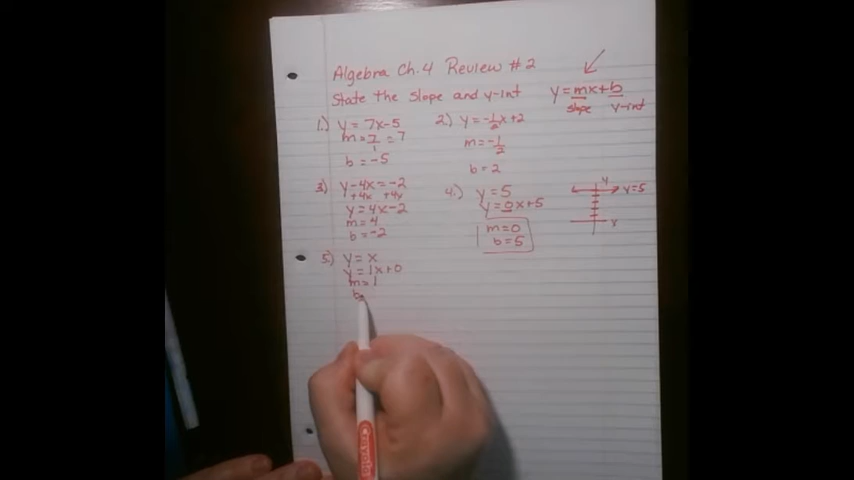 Algebra Ch.4 Review #2
State the slope and y-int
y = mx+b
slope y-int
1.) y = 7x-5
m = 7/1 = 7
b = -5
2.) y = -1/2x+2
m = -1/2
b = 2
3.) y-4x = -2
+4x +4x
y = 4x-2
m = 4
b = -2
4.) y = 5
y = 0x+5
m=0
b=5
y
y=5
x
5.) y = x
y = 1x+0
m = 1
b=
crayola